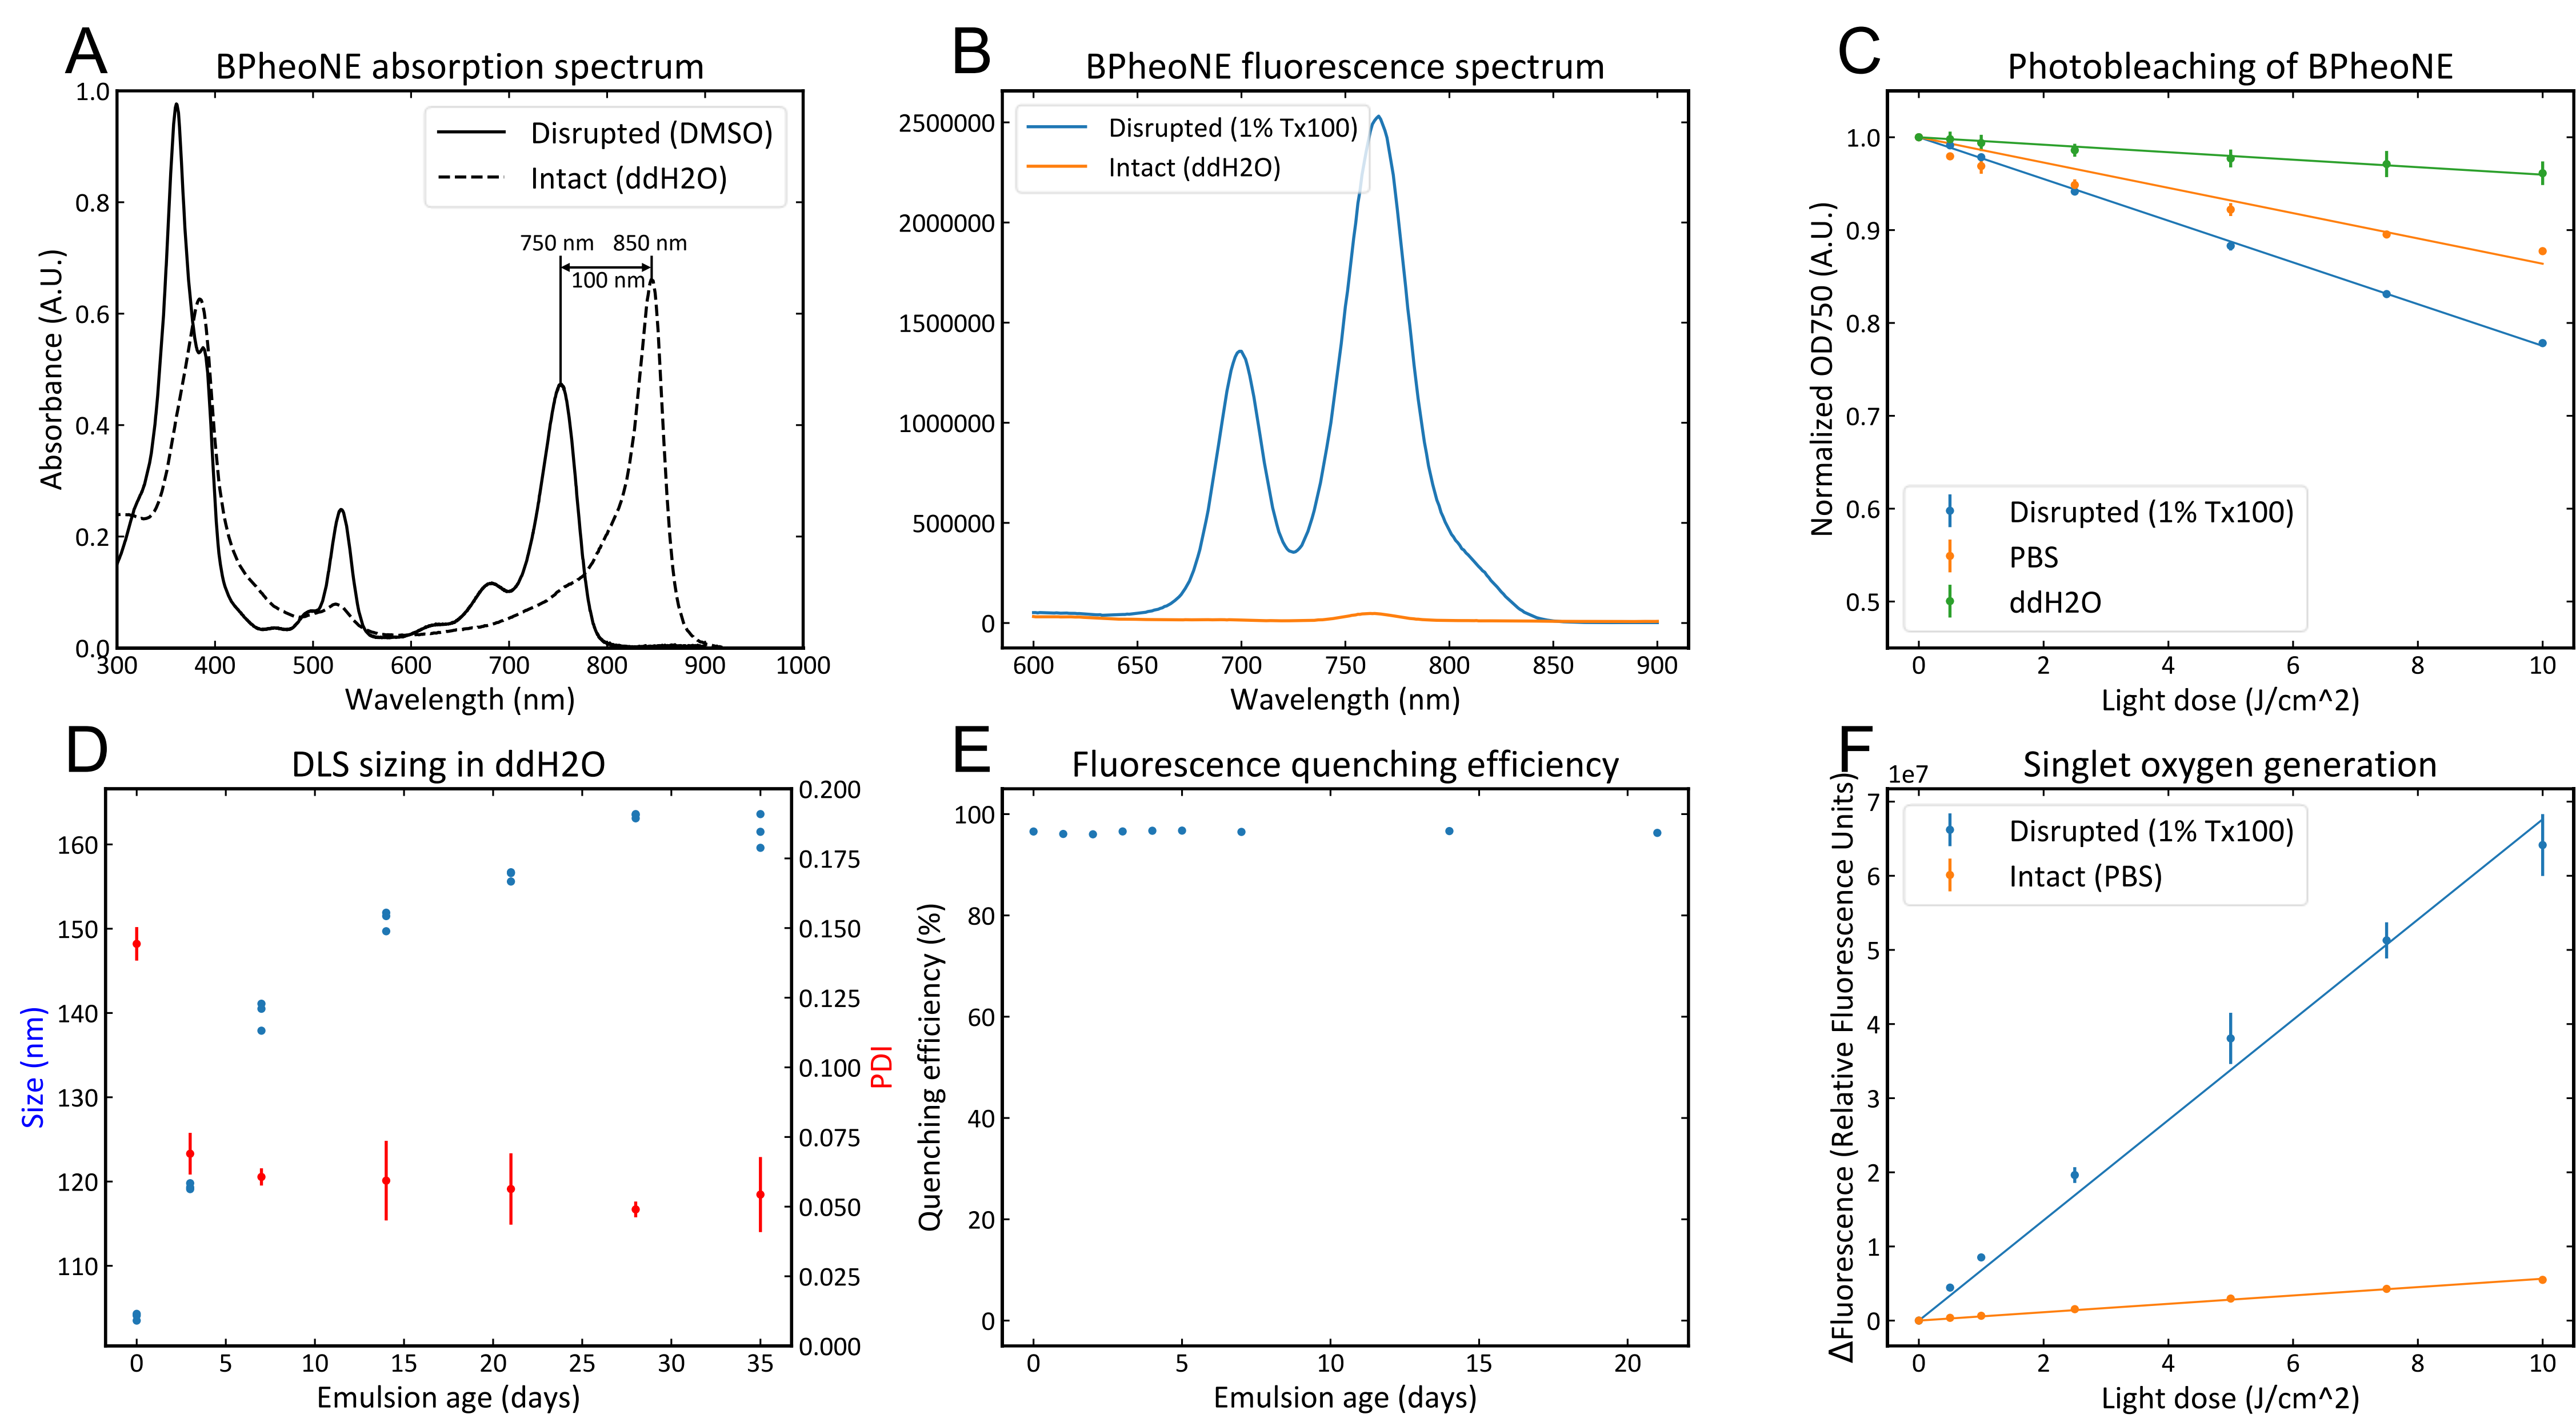 A
BPheoNE absorption spectrum
1.0
0.8
0.6
0.4
0.2
0.0
Absorbance (A.U.)
Disrupted (DMSO)
Intact (ddH2O)
750 nm 850 nm
100 nm
300 400 500 600 700 800 900 1000
Wavelength (nm)
B
BPheoNE fluorescence spectrum
2500000
2000000
1500000
1000000
500000
0
Disrupted (1% Tx100)
Intact (ddH2O)
600 650 700 750 800 850 900
Wavelength (nm)
C
Photobleaching of BPheoNE
1.0
0.9
0.8
0.7
0.6
0.5
Normalized OD750 (A.U.)
Disrupted (1% Tx100)
PBS
ddH2O
0 2 4 6 8 10
Light dose (J/cm^2)
D
DLS sizing in ddH2O
160
150
140
130
120
110
Size (nm)
0.200
0.175
0.150
0.125
0.100
0.075
0.050
0.025
0.000
PDI
0 5 10 15 20 25 30 35
Emulsion age (days)
E
Fluorescence quenching efficiency
100
80
60
40
20
0
Quenching efficiency (%)
0 5 10 15 20
Emulsion age (days)
F
Singlet oxygen generation
1e7
7
6
5
4
3
2
1
0
ΔFluorescence (Relative Fluorescence Units)
Disrupted (1% Tx100)
Intact (PBS)
0 2 4 6 8 10
Light dose (J/cm^2)